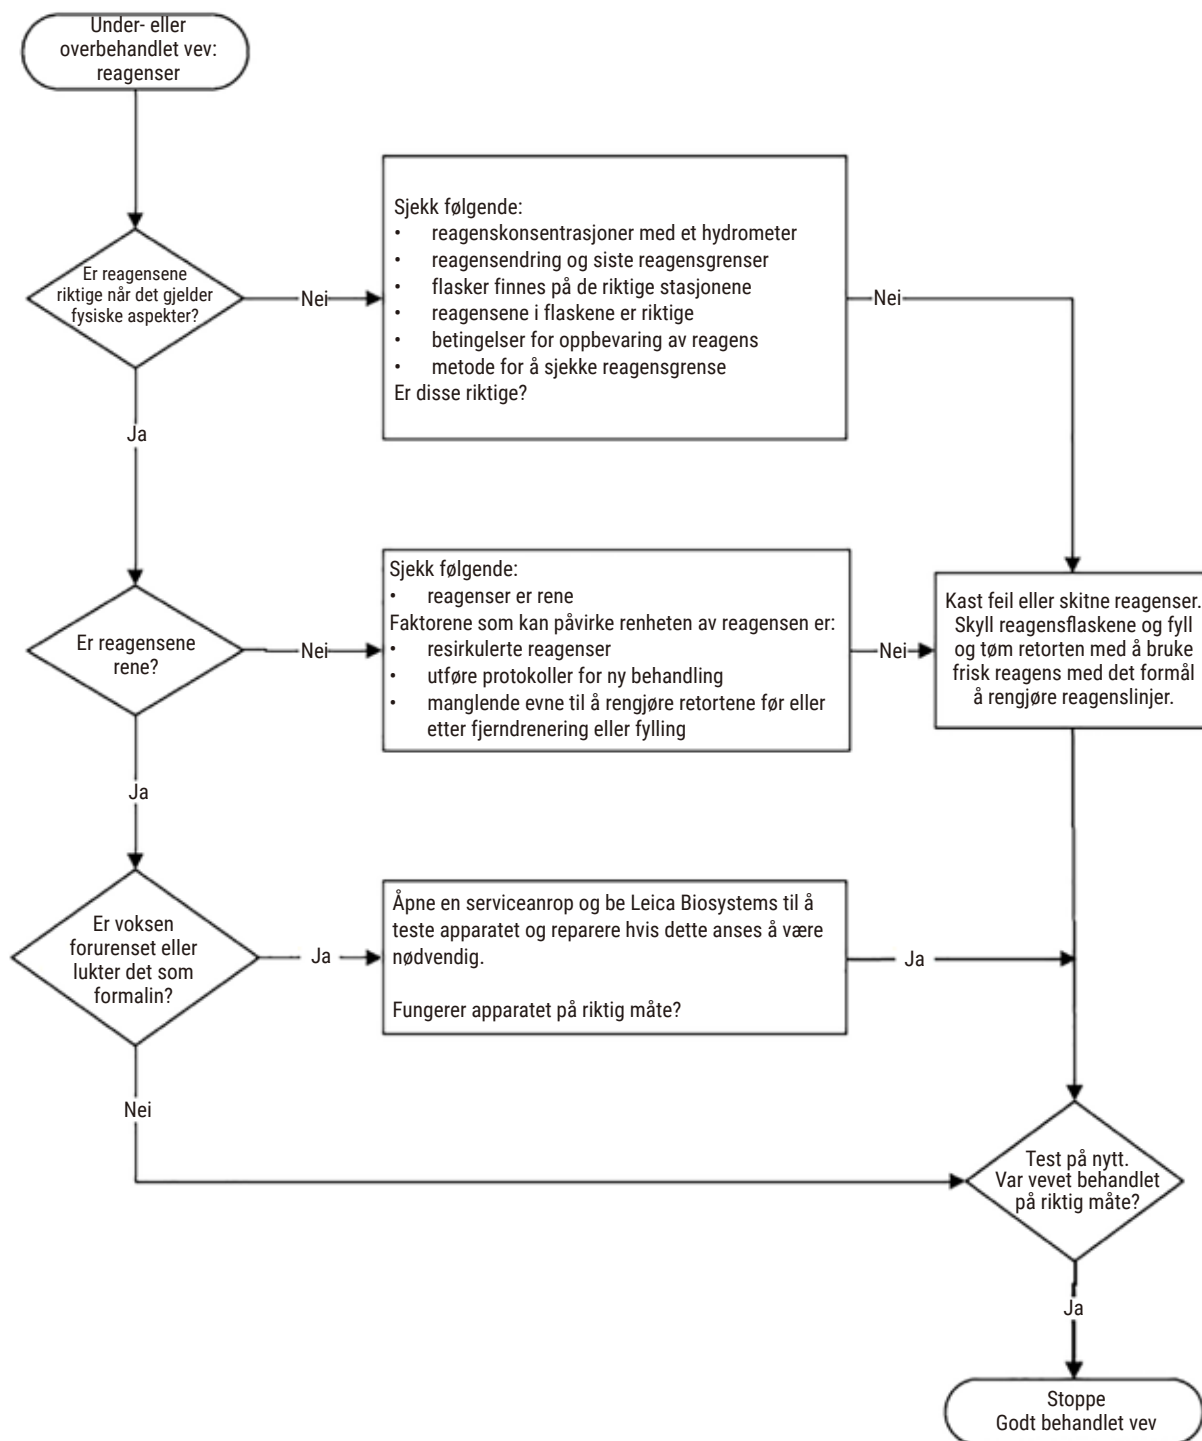 Under- eller
overbehandlet vev:
reagenser
Er reagensene
riktige når det gjelder
fysiske aspekter?
Nei
Sjekk følgende:
• reagenskonsentrasjoner med et hydrometer
• reagensendring og siste reagensgrenser
• flasker finnes på de riktige stasjonene
• reagensene i flaskene er riktige
• betingelser for oppbevaring av reagens
• metode for å sjekke reagensgrense
Er disse riktige?
Nei
Ja
Er reagensene
rene?
Nei
Sjekk følgende:
• reagenser er rene
Faktorene som kan påvirke renheten av reagensen er:
• resirkulerte reagenser
• utføre protokoller for ny behandling
• manglende evne til å rengjøre retortene før eller
etter fjerndrenering eller fylling
Nei
Kast feil eller skitne reagenser.
Skyll reagensflaskene og fyll
og tøm retorten med å bruke
frisk reagens med det formål
å rengjøre reagenslinjer.
Ja
Er voksen
forurenset eller
lukter det som
formalin?
Ja
Åpne en serviceanrop og be Leica Biosystems til å
teste apparatet og reparere hvis dette anses å være
nødvendig.
Fungerer apparatet på riktig måte?
Ja
Nei
Test på nytt.
Var vevet behandlet
på riktig måte?
Ja
Stoppe
Godt behandlet vev